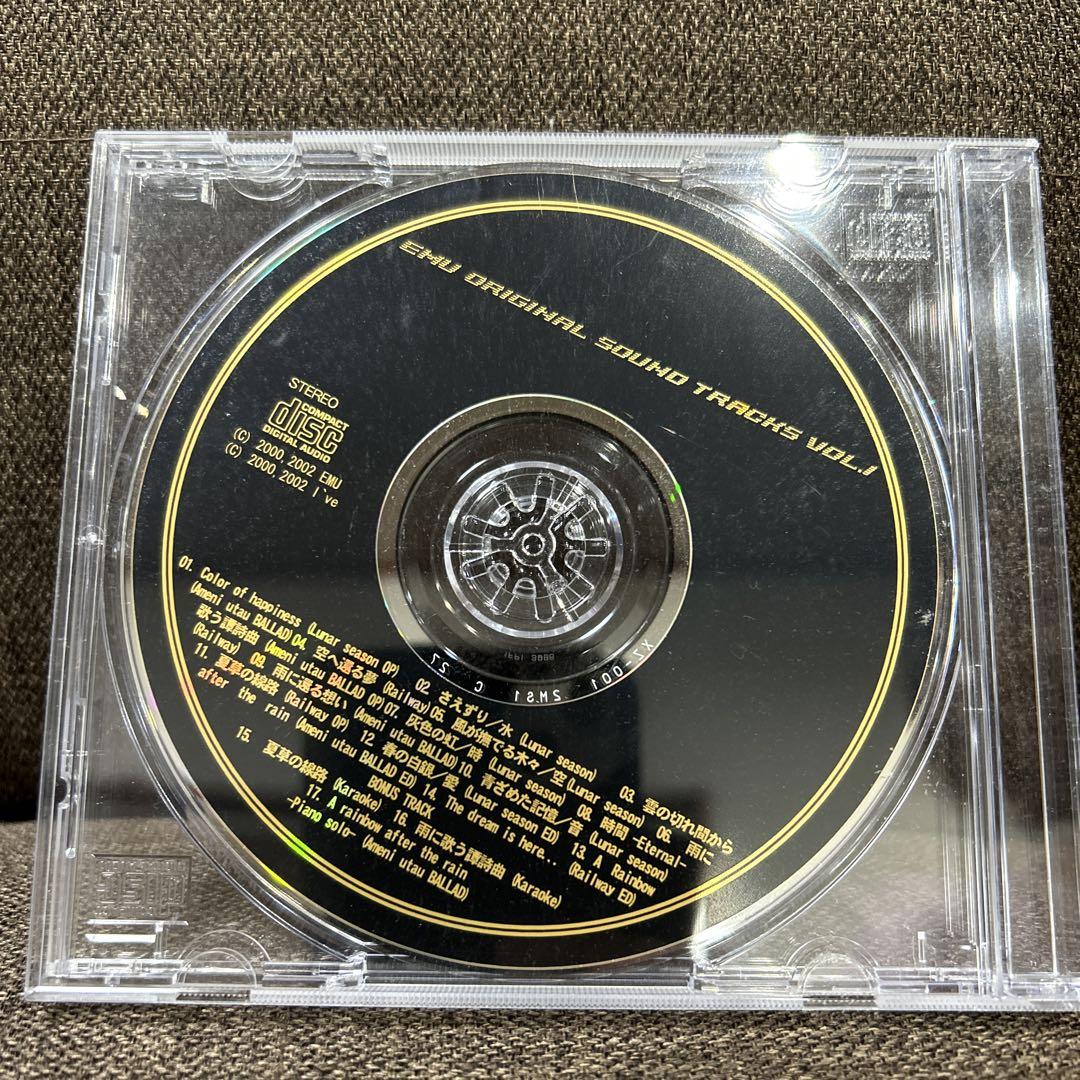 EMU ORIGINAL SOUND TRACKS VOL.1
STEREO
COMPACT
disc
DIGITAL AUDIO
(C) 2000,2002 EMU
(C) 2000,2002 I've
01. Color of happiness (Lunar season OP) 02. さえずり／水 (Lunar season) 03. 雲の切れ間から
(Ameni utau BALLAD)04. 空へ還る夢 (Railway)05. 風が撫でる木々／空(Lunar season) 06. 雨に
歌う譚詩曲 (Ameni utau BALLAD OP)07. 灰色の虹／時 (Lunar season) 08. 時間 -Eternal-
(Railway) 09. 雨に還る想い (Ameni utau BALLAD)10. 青ざめた記憶／音 (Lunar season)
11. 夏草の線路 (Railway OP) 12. 春の白銀／愛 (Lunar season ED) 13. A Rainbow
after the rain (Ameni utau BALLAD ED) 14. The dream is here... (Railway ED)
BONUS TRACK
15. 夏草の線路 (Karaoke) 16. 雨に歌う譚詩曲 (Karaoke)
17. A rainbow after the rain (Ameni utau BALLAD)
-Piano solo-
XZ-001 2MS1 C 27